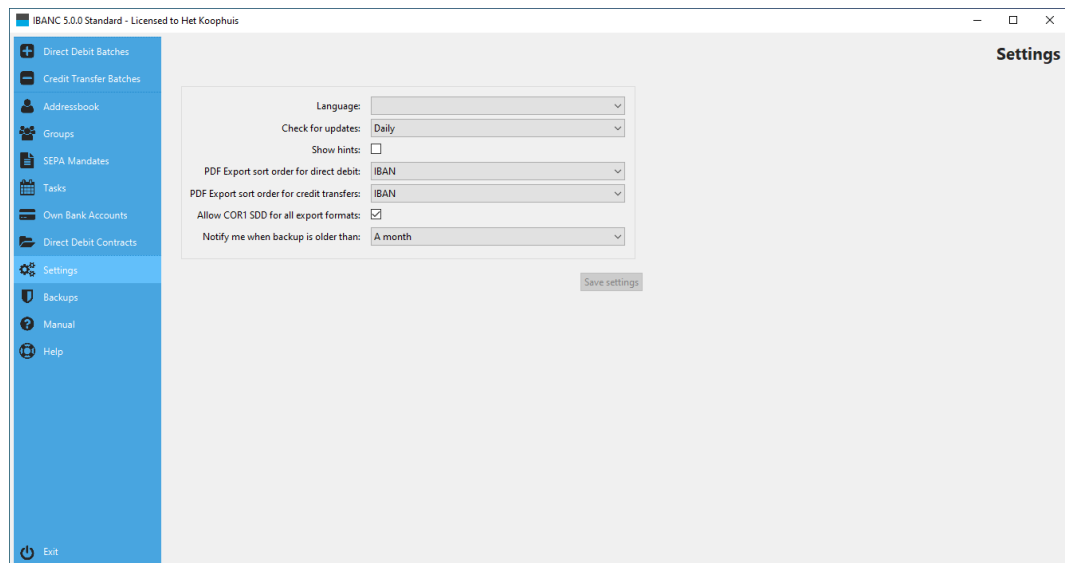 IBANC 5.0.0 Standard - Licensed to Het Koophuis
Direct Debit Batches
Credit Transfer Batches
Addressbook
Groups
SEPA Mandates
Tasks
Own Bank Accounts
Direct Debit Contracts
Settings
Backups
Manual
Help
Exit
Settings
Language:
Check for updates: Daily
Show hints:
PDF Export sort order for direct debit: IBAN
PDF Export sort order for credit transfers: IBAN
Allow COR1 SDD for all export formats:
Notify me when backup is older than: A month
Save settings